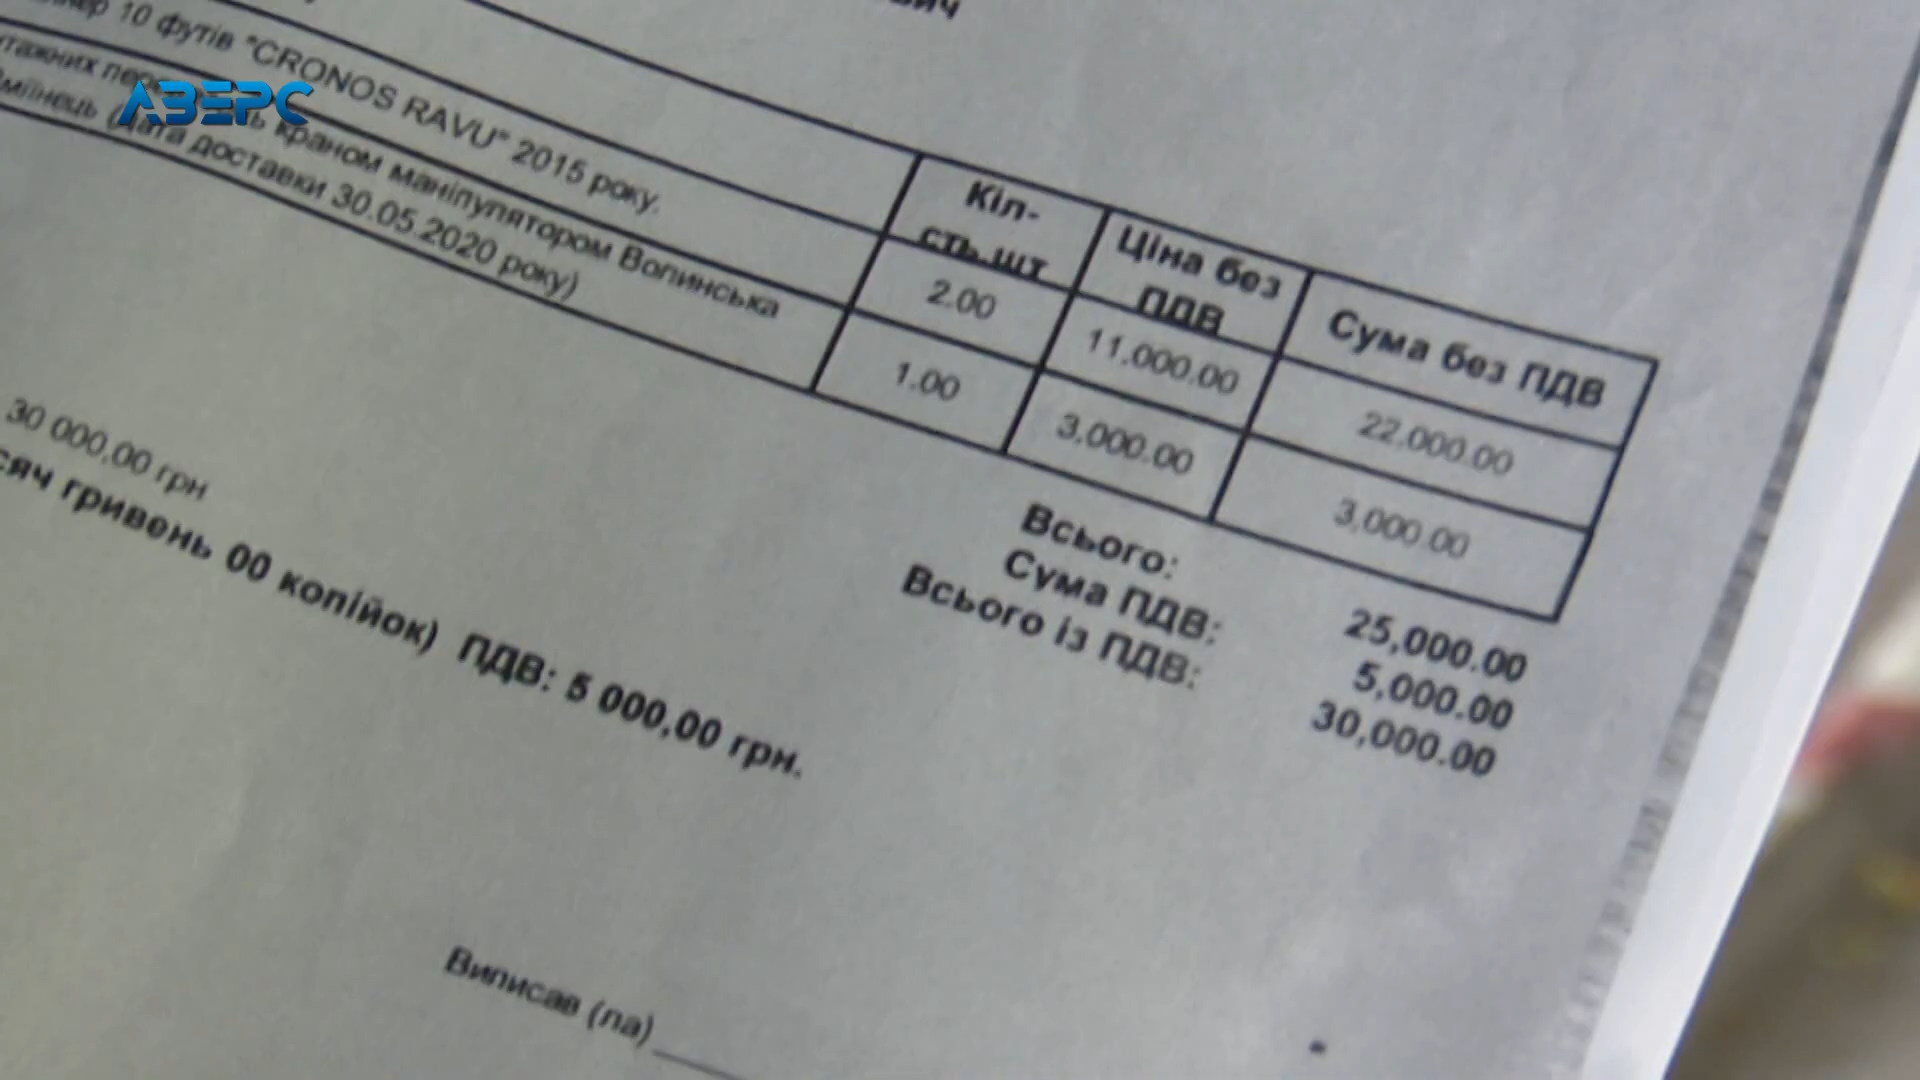 АВЕРС
10 футів "CRONOS RAVU" 2015 року.
краном маніпулятором Волинська
(дата доставки 30.05.2020 року)
Кіл-
сть.шт
Ціна без
ПДВ
Сума без ПДВ
2.00 11.000.00 22.000.00
1.00 3,000.00 3,000.00
Всього: 25,000.00
Сума ПДВ: 5,000.00
Всього із ПДВ: 30,000.00
30 000,00 грн
гривень 00 копійок) ПДВ: 5 000,00 грн.
Виписав (ла)